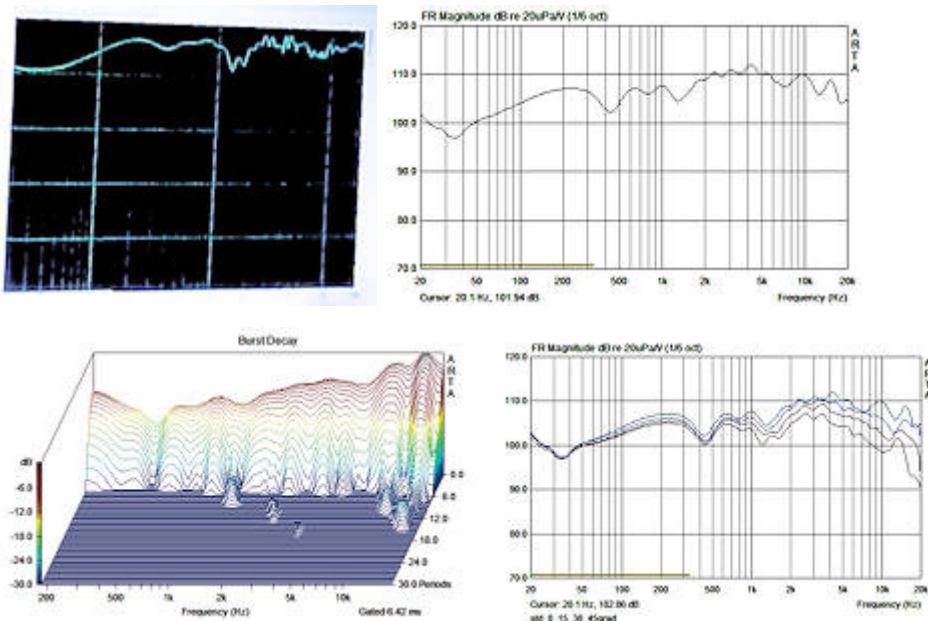 FR Magnitude dB re 20uPa/V (1/6 oct)
120.0
110.0
100.0
90.0
80.0
70.0
20 50 100 200 500 1k 2k 5k 10k 20k
Cursor: 20.1 Hz, 101.94 dB
Frequency (Hz)
A
R
T
A
Burst Decay
A
R
T
A
dB
-6.0
-12.0
-18.0
-24.0
-30.0
0.0
6.0
12.0
18.0
24.0
30.0 Periods
200 500 1k 2k 5k 10k
Frequency (Hz)
Gated 6.42 ms
FR Magnitude dB re 20uPa/V (1/6 oct)
120.0
110.0
100.0
90.0
80.0
70.0
20 50 100 200 500 1k 2k 5k 10k 20k
Cursor: 20.1 Hz, 102.86 dB
Frequency (Hz)
0 15 30 45grad